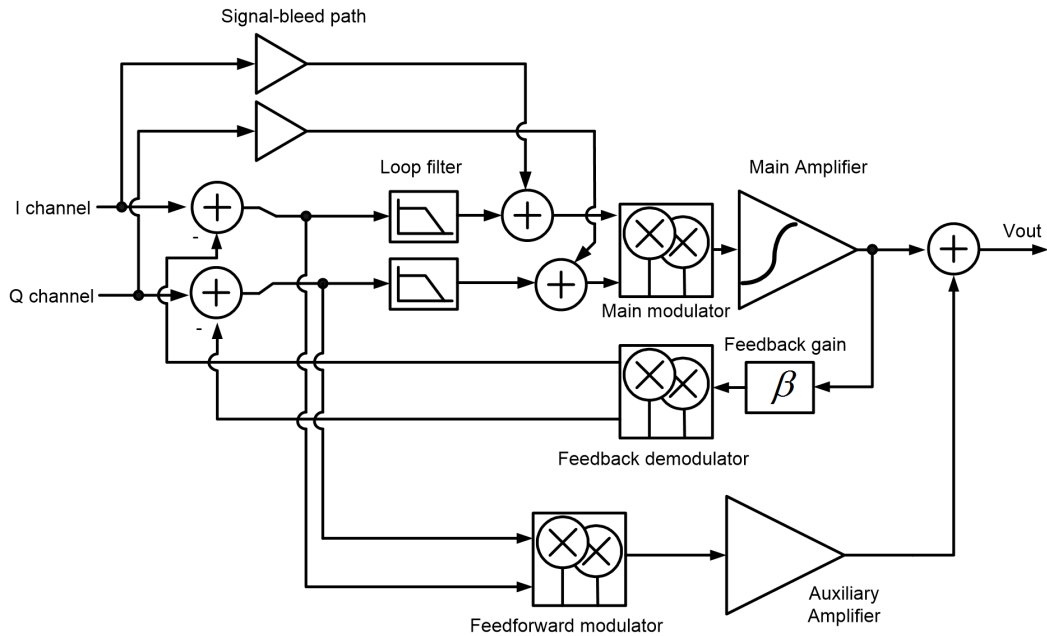 Signal-bleed path
Loop filter
Main Amplifier
I channel
-
Vout
Q channel
-
Main modulator
Feedback gain
β
Feedback demodulator
Auxiliary
Amplifier
Feedforward modulator